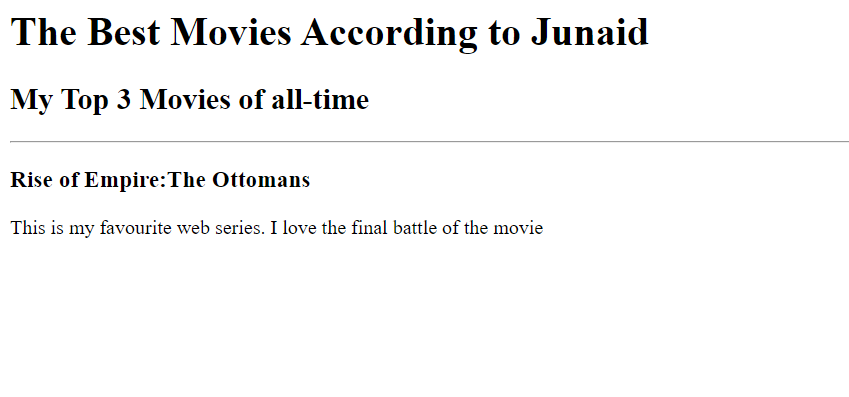 The Best Movies According to Junaid
My Top 3 Movies of all-time
Rise of Empire:The Ottomans
This is my favourite web series. I love the final battle of the movie